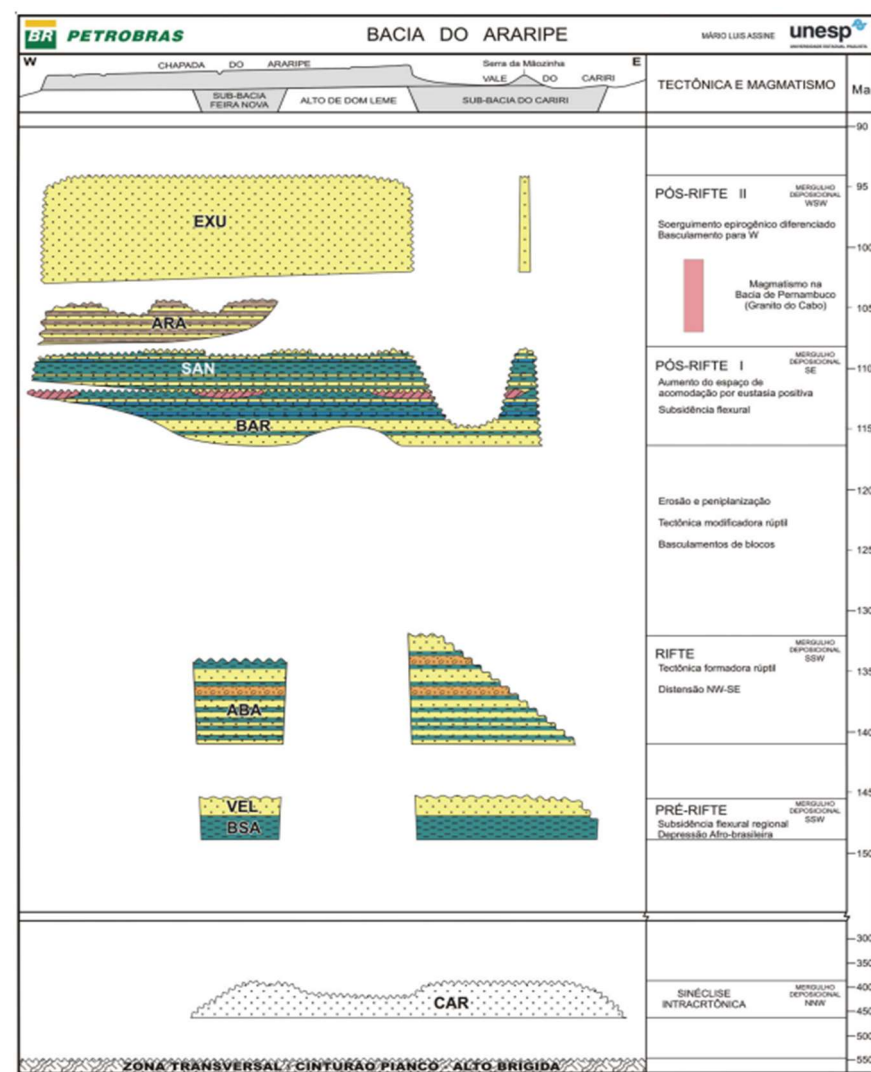 BR PETROBRAS
BACIA DO ARARIPE
MÁRIO LUIS ASSINE
unesp
UNIVERSIDADE ESTADUAL PAULISTA
W
E
CHAPADA DO ARARIPE
Serra da Mãozinha
VALE DO CARIRI
SUB-BACIA
FEIRA NOVA
ALTO DE DOM LEME
SUB-BACIA DO CARIRI
TECTÔNICA E MAGMATISMO
Ma
90
EXU
PÓS-RIFTE II
MERGULHO
DEPOSICIONAL
WSW
95
Soerguimento epirogênico diferenciado
Basculamento para W
100
Magmatismo na
Bacia de Pernambuco
(Granito do Cabo)
105
ARA
SAN
PÓS-RIFTE I
MERGULHO
DEPOSICIONAL
SE
110
Aumento do espaço de
acomodação por eustasia positiva
Subsidência flexural
BAR
115
120
Erosão e peniplanização
Tectônica modificadora rúptil
Basculamentos de blocos
125
130
RIFTE
MERGULHO
DEPOSICIONAL
SSW
Tectônica formadora rúptil
135
Distensão NW-SE
ABA
140
145
VEL
PRÉ-RIFTE
MERGULHO
DEPOSICIONAL
SSW
BSA
Subsidência flexural regional
Depressão Afro-brasileira
150
300
350
400
450
500
550
CAR
SINÉCLISE
INTRACRTÔNICA
MERGULHO
DEPOSICIONAL
NNW
ZONA TRANSVERSAL / CINTURÃO PIANCÓ - ALTO BRÍGIDA